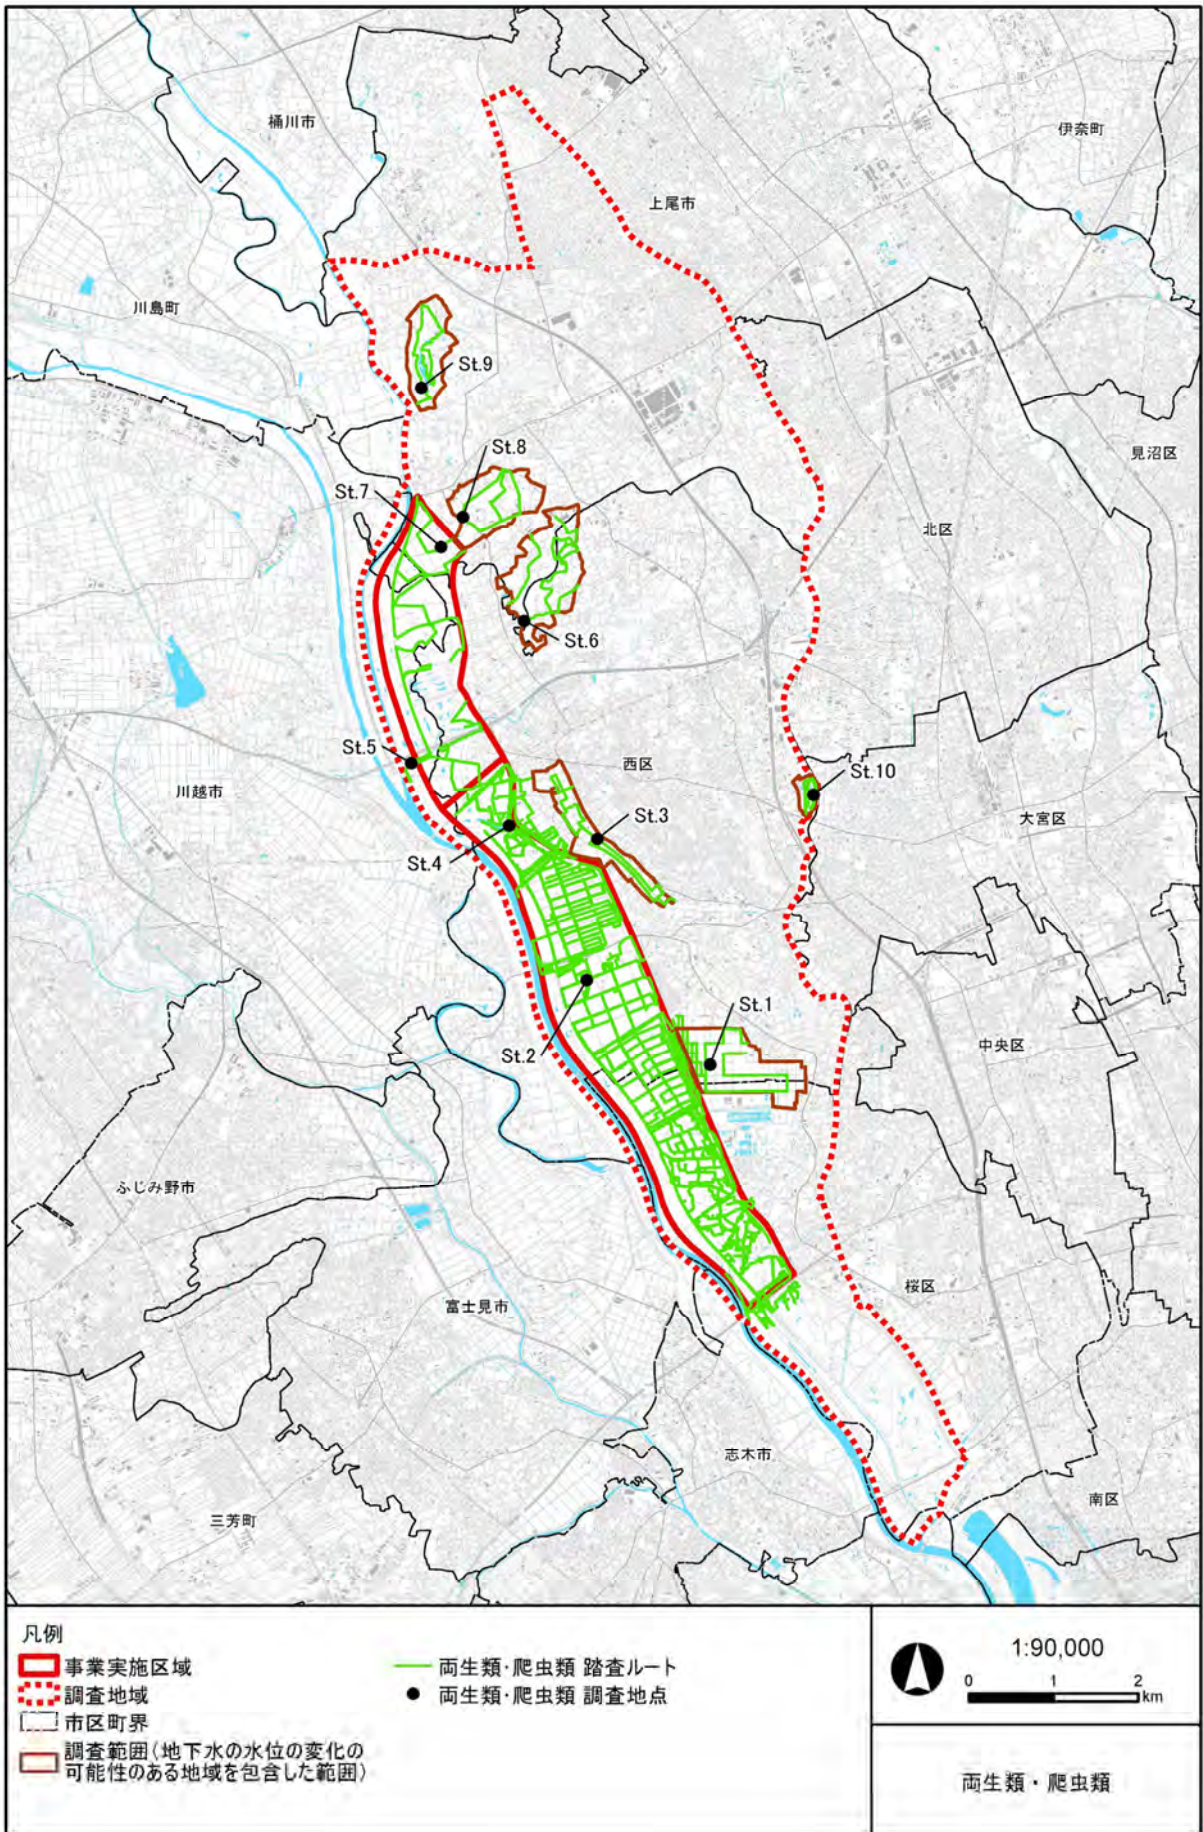 桶川市
伊奈町
上尾市
川島町
St.9
見沼区
St.8
St.7
北区
St.6
St.5
西区
St.10
川越市
St.3
大宮区
St.4
St.1
中央区
St.2
ふじみ野市
桜区
富士見市
志木市
南区
三芳町
凡例
事業実施区域
調査地域
市区町界
調査範囲(地下水の水位の変化の
可能性のある地域を包含した範囲)
両生類・爬虫類 踏査ルート
両生類・爬虫類 調査地点
1:90,000
0 1 2
km
両生類・爬虫類